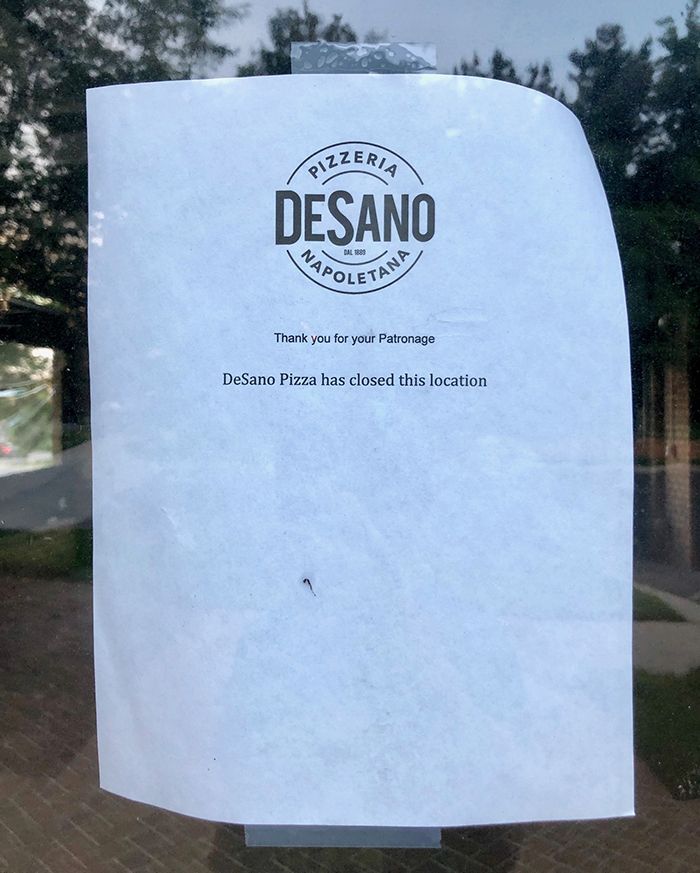 PIZZERIA
DESANO
DAL 1889
NAPOLETANA
Thank you for your Patronage
DeSano Pizza has closed this location